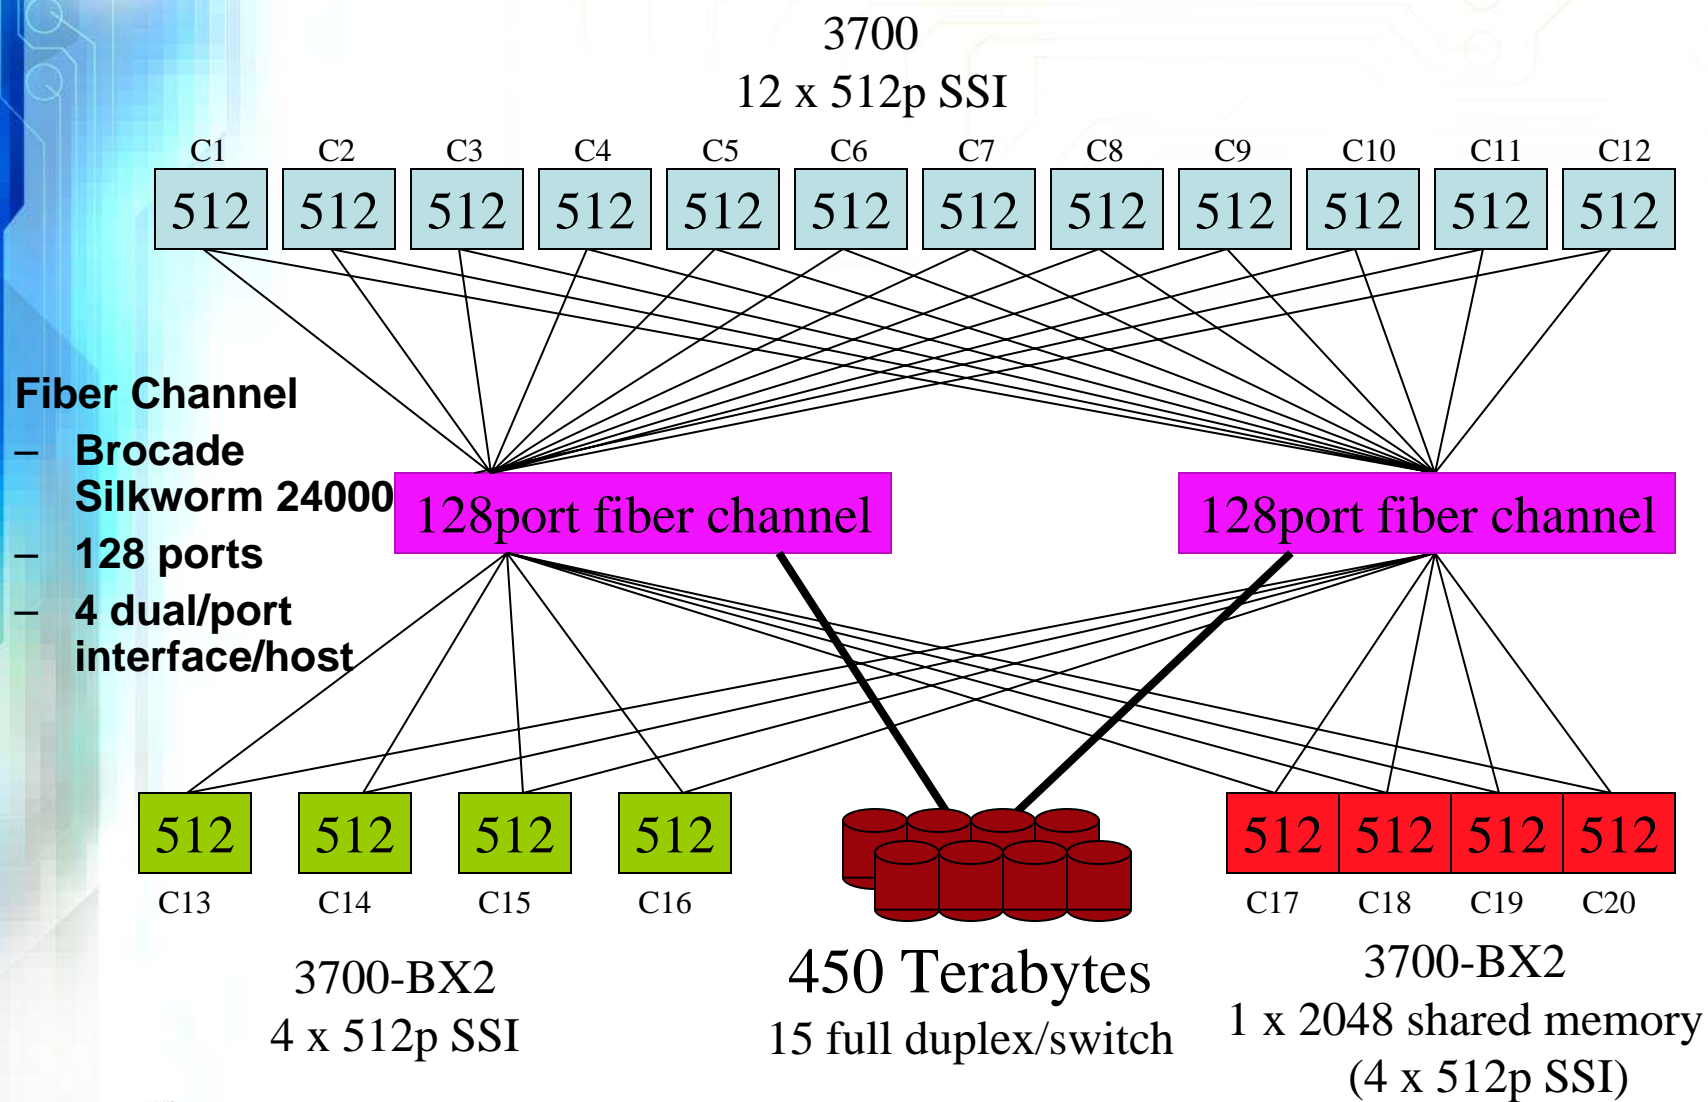 3700
12 x 512p SSI
C1 C2 C3 C4 C5 C6 C7 C8 C9 C10 C11 C12
512 512 512 512 512 512 512 512 512 512 512 512
Fiber Channel
– Brocade
Silkworm 24000
– 128 ports
– 4 dual/port
interface/host
128port fiber channel
128port fiber channel
512 512 512 512
C13 C14 C15 C16
3700-BX2
4 x 512p SSI
450 Terabytes
15 full duplex/switch
512 512 512 512
C17 C18 C19 C20
3700-BX2
1 x 2048 shared memory
(4 x 512p SSI)